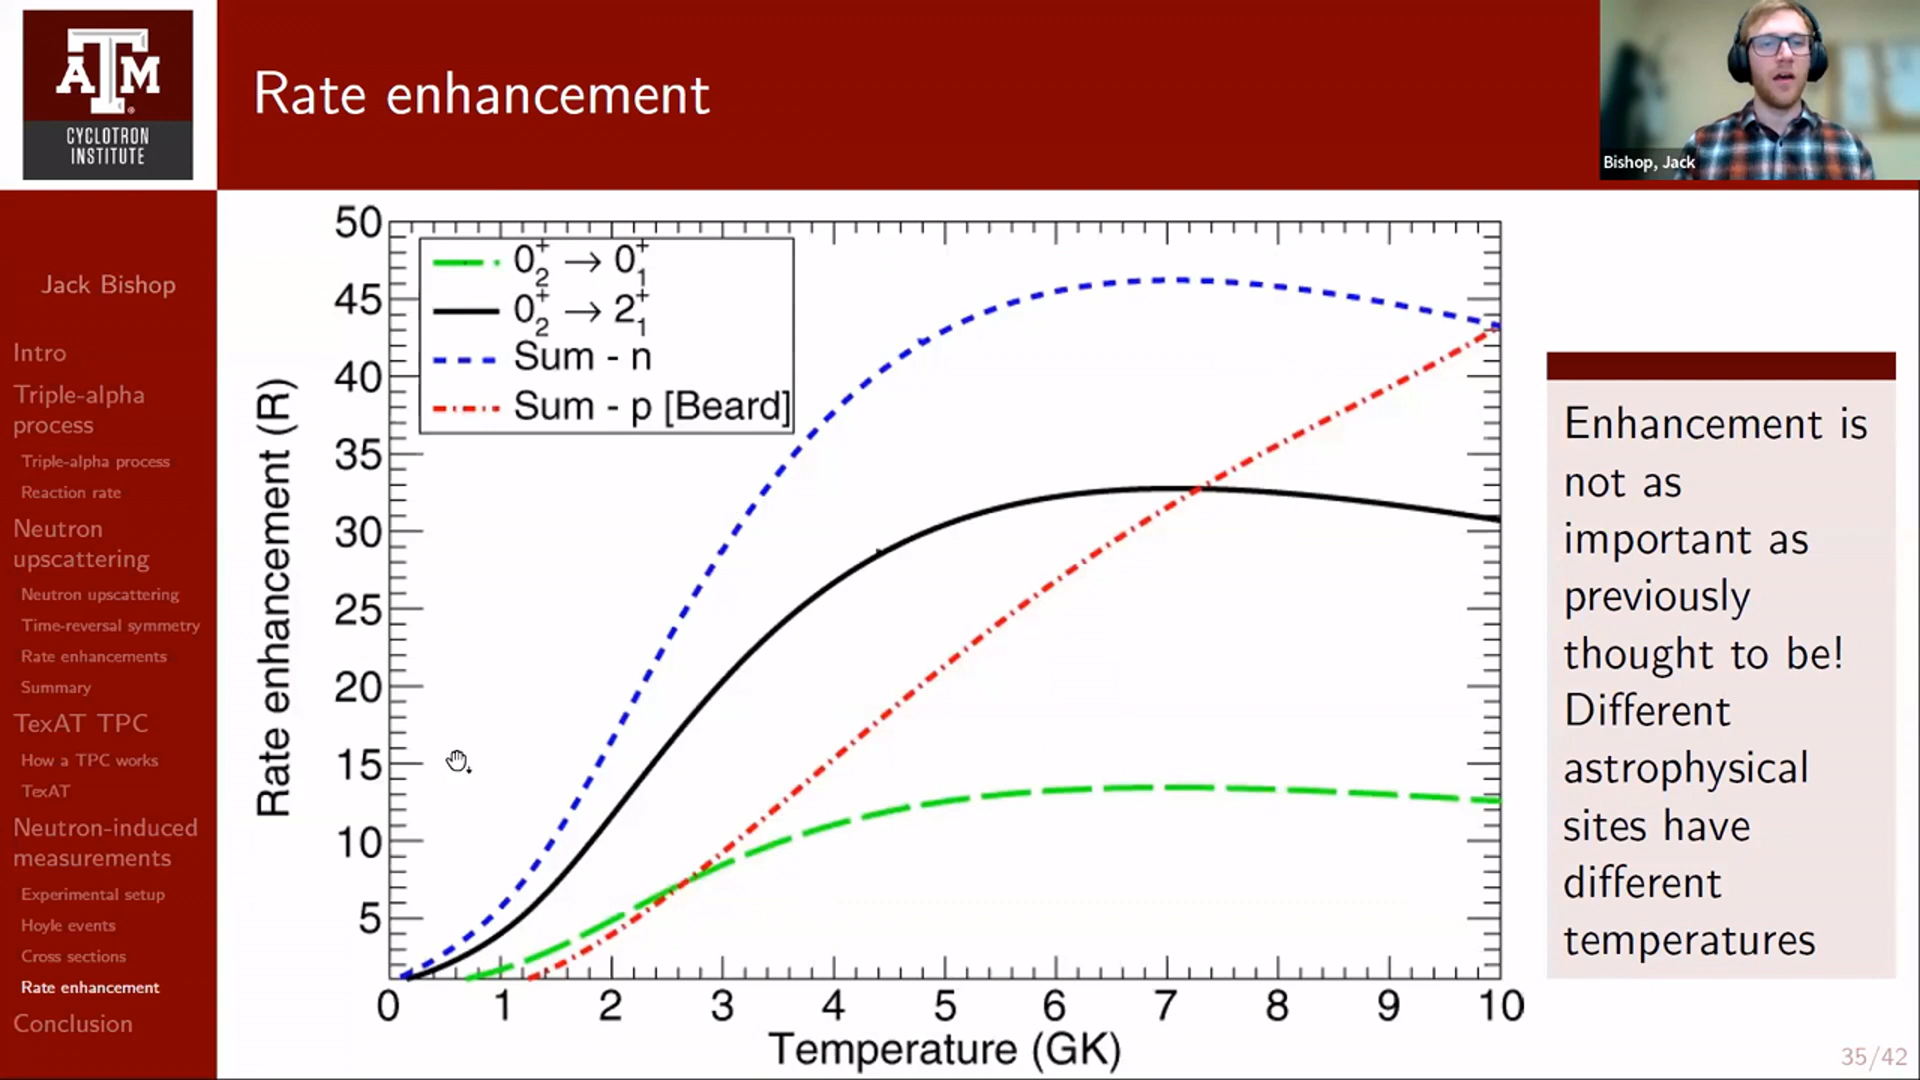 ATM
CYCLOTRON
INSTITUTE
Rate enhancement
Bishop, Jack
Jack Bishop
Intro
Triple-alpha
process
Triple-alpha process
Reaction rate
Neutron
upscattering
Neutron upscattering
Time-reversal symmetry
Rate enhancements
Summary
TexAT TPC
How a TPC works
TexAT
Neutron-induced
measurements
Experimental setup
Hoyle events
Cross sections
Rate enhancement
Conclusion
Rate enhancement (R)
50
45
40
35
30
25
20
15
10
5
0₂⁺ → 0₁⁺
0₂⁺ → 2₁⁺
Sum - n
Sum - p [Beard]
0 1 2 3 4 5 6 7 8 9 10
Temperature (GK)
Enhancement is
not as
important as
previously
thought to be!
Different
astrophysical
sites have
different
temperatures
35/42